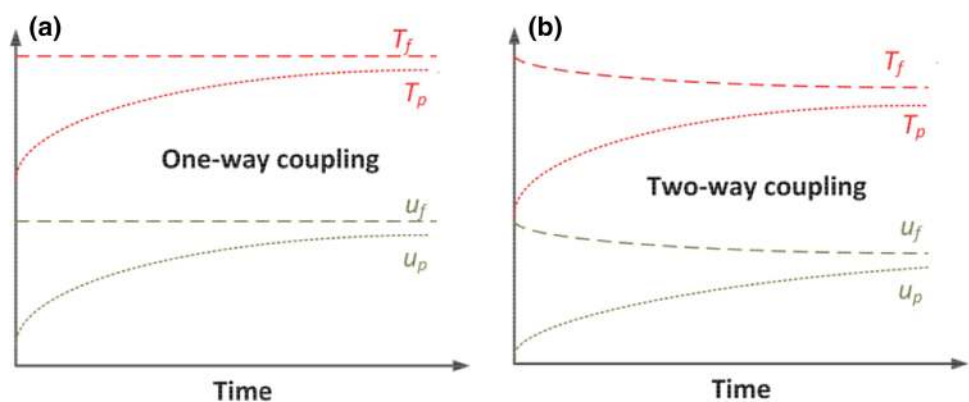 (a)
T_f
T_p
One-way coupling
u_f
u_p
Time
(b)
T_f
T_p
Two-way coupling
u_f
u_p
Time